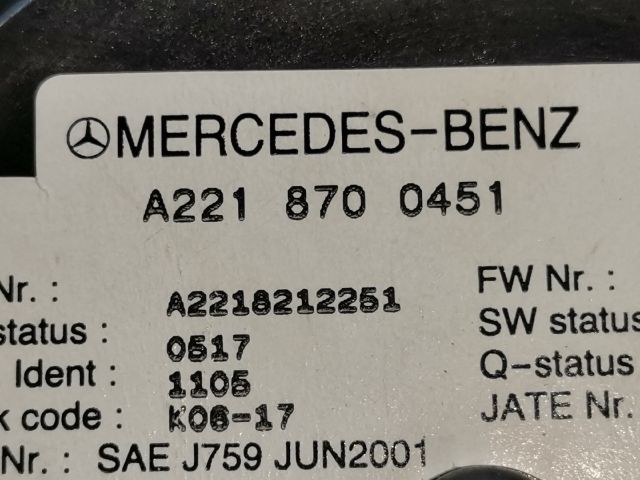 MERCEDES-BENZ
A221 870 0451
Nr. : A2218212251 FW Nr. :
status : 0517 SW status
Ident : 1105 Q-status
k code : K06-17 JATE Nr.
Nr. : SAE J759 JUN2001